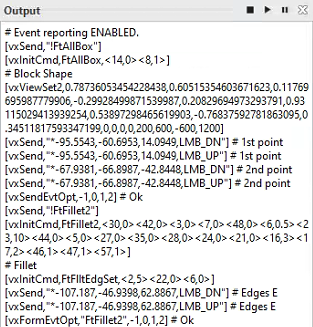 Output
# Event reporting ENABLED.
[vxSend,"!FtAllBox"]
[vxInitCmd,FtAllBox,<14,0><8,1>]
# Block Shape
[vxViewSet2,0.78736053454228438,0.60515354603671623,0.1176
69695987779906,-0.29928499871539987,0.20829694973293791,0.93
115029413939254,0.53897298465619903,-0.76837592781863095,0
.34511817593347199,0,0,0,0,200,600,-600,1200]
[vxSend,"*-95.5543,-60.6953,14.0949,LMB_DN"] # 1st point
[vxSend,"*-95.5543,-60.6953,14.0949,LMB_UP"] # 1st point
[vxSend,"*-67.9381,-66.8987,-42.8448,LMB_DN"] # 2nd point
[vxSend,"*-67.9381,-66.8987,-42.8448,LMB_UP"] # 2nd point
[vxSendEvtOpt,-1,0,1,2] # Ok
[vxSend,"!FtFillet2"]
[vxInitCmd,FtFillet2,<30,0><42,0><3,0><7,0><48,0><6,0.5><2
3,10><44,0><5,0><27,0><35,0><28,0><24,0><21,0><16,3><17
,2><46,1><47,1><57,1>]
# Fillet
[vxInitCmd,FtFlltEdgSet,<2,5><22,0><6,0>]
[vxSend,"*-107.187,-46.9398,62.8867,LMB_DN"] # Edges E
[vxSend,"*-107.187,-46.9398,62.8867,LMB_UP"] # Edges E
[vxFormEvtOpt,"FtFillet2",-1,0,1,2] # Ok